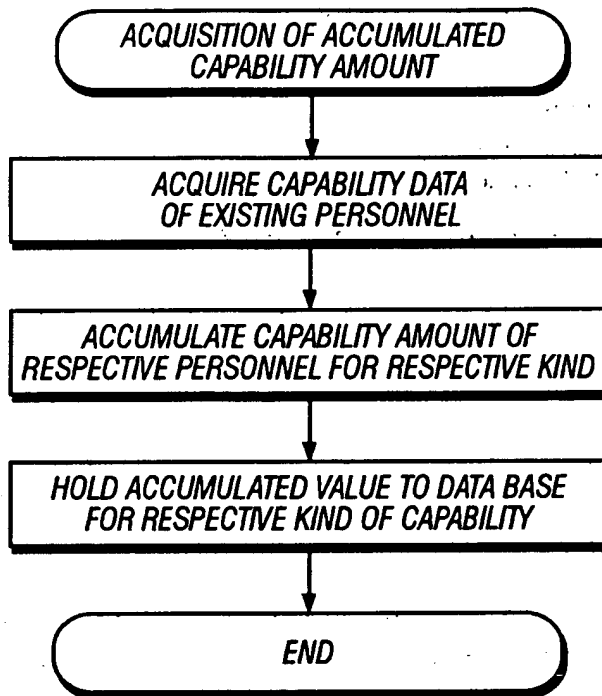 ACQUISITION OF ACCUMULATED
CAPABILITY AMOUNT
ACQUIRE CAPABILITY DATA
OF EXISTING PERSONNEL
ACCUMULATE CAPABILITY AMOUNT OF
RESPECTIVE PERSONNEL FOR RESPECTIVE KIND
HOLD ACCUMULATED VALUE TO DATA BASE
FOR RESPECTIVE KIND OF CAPABILITY
END